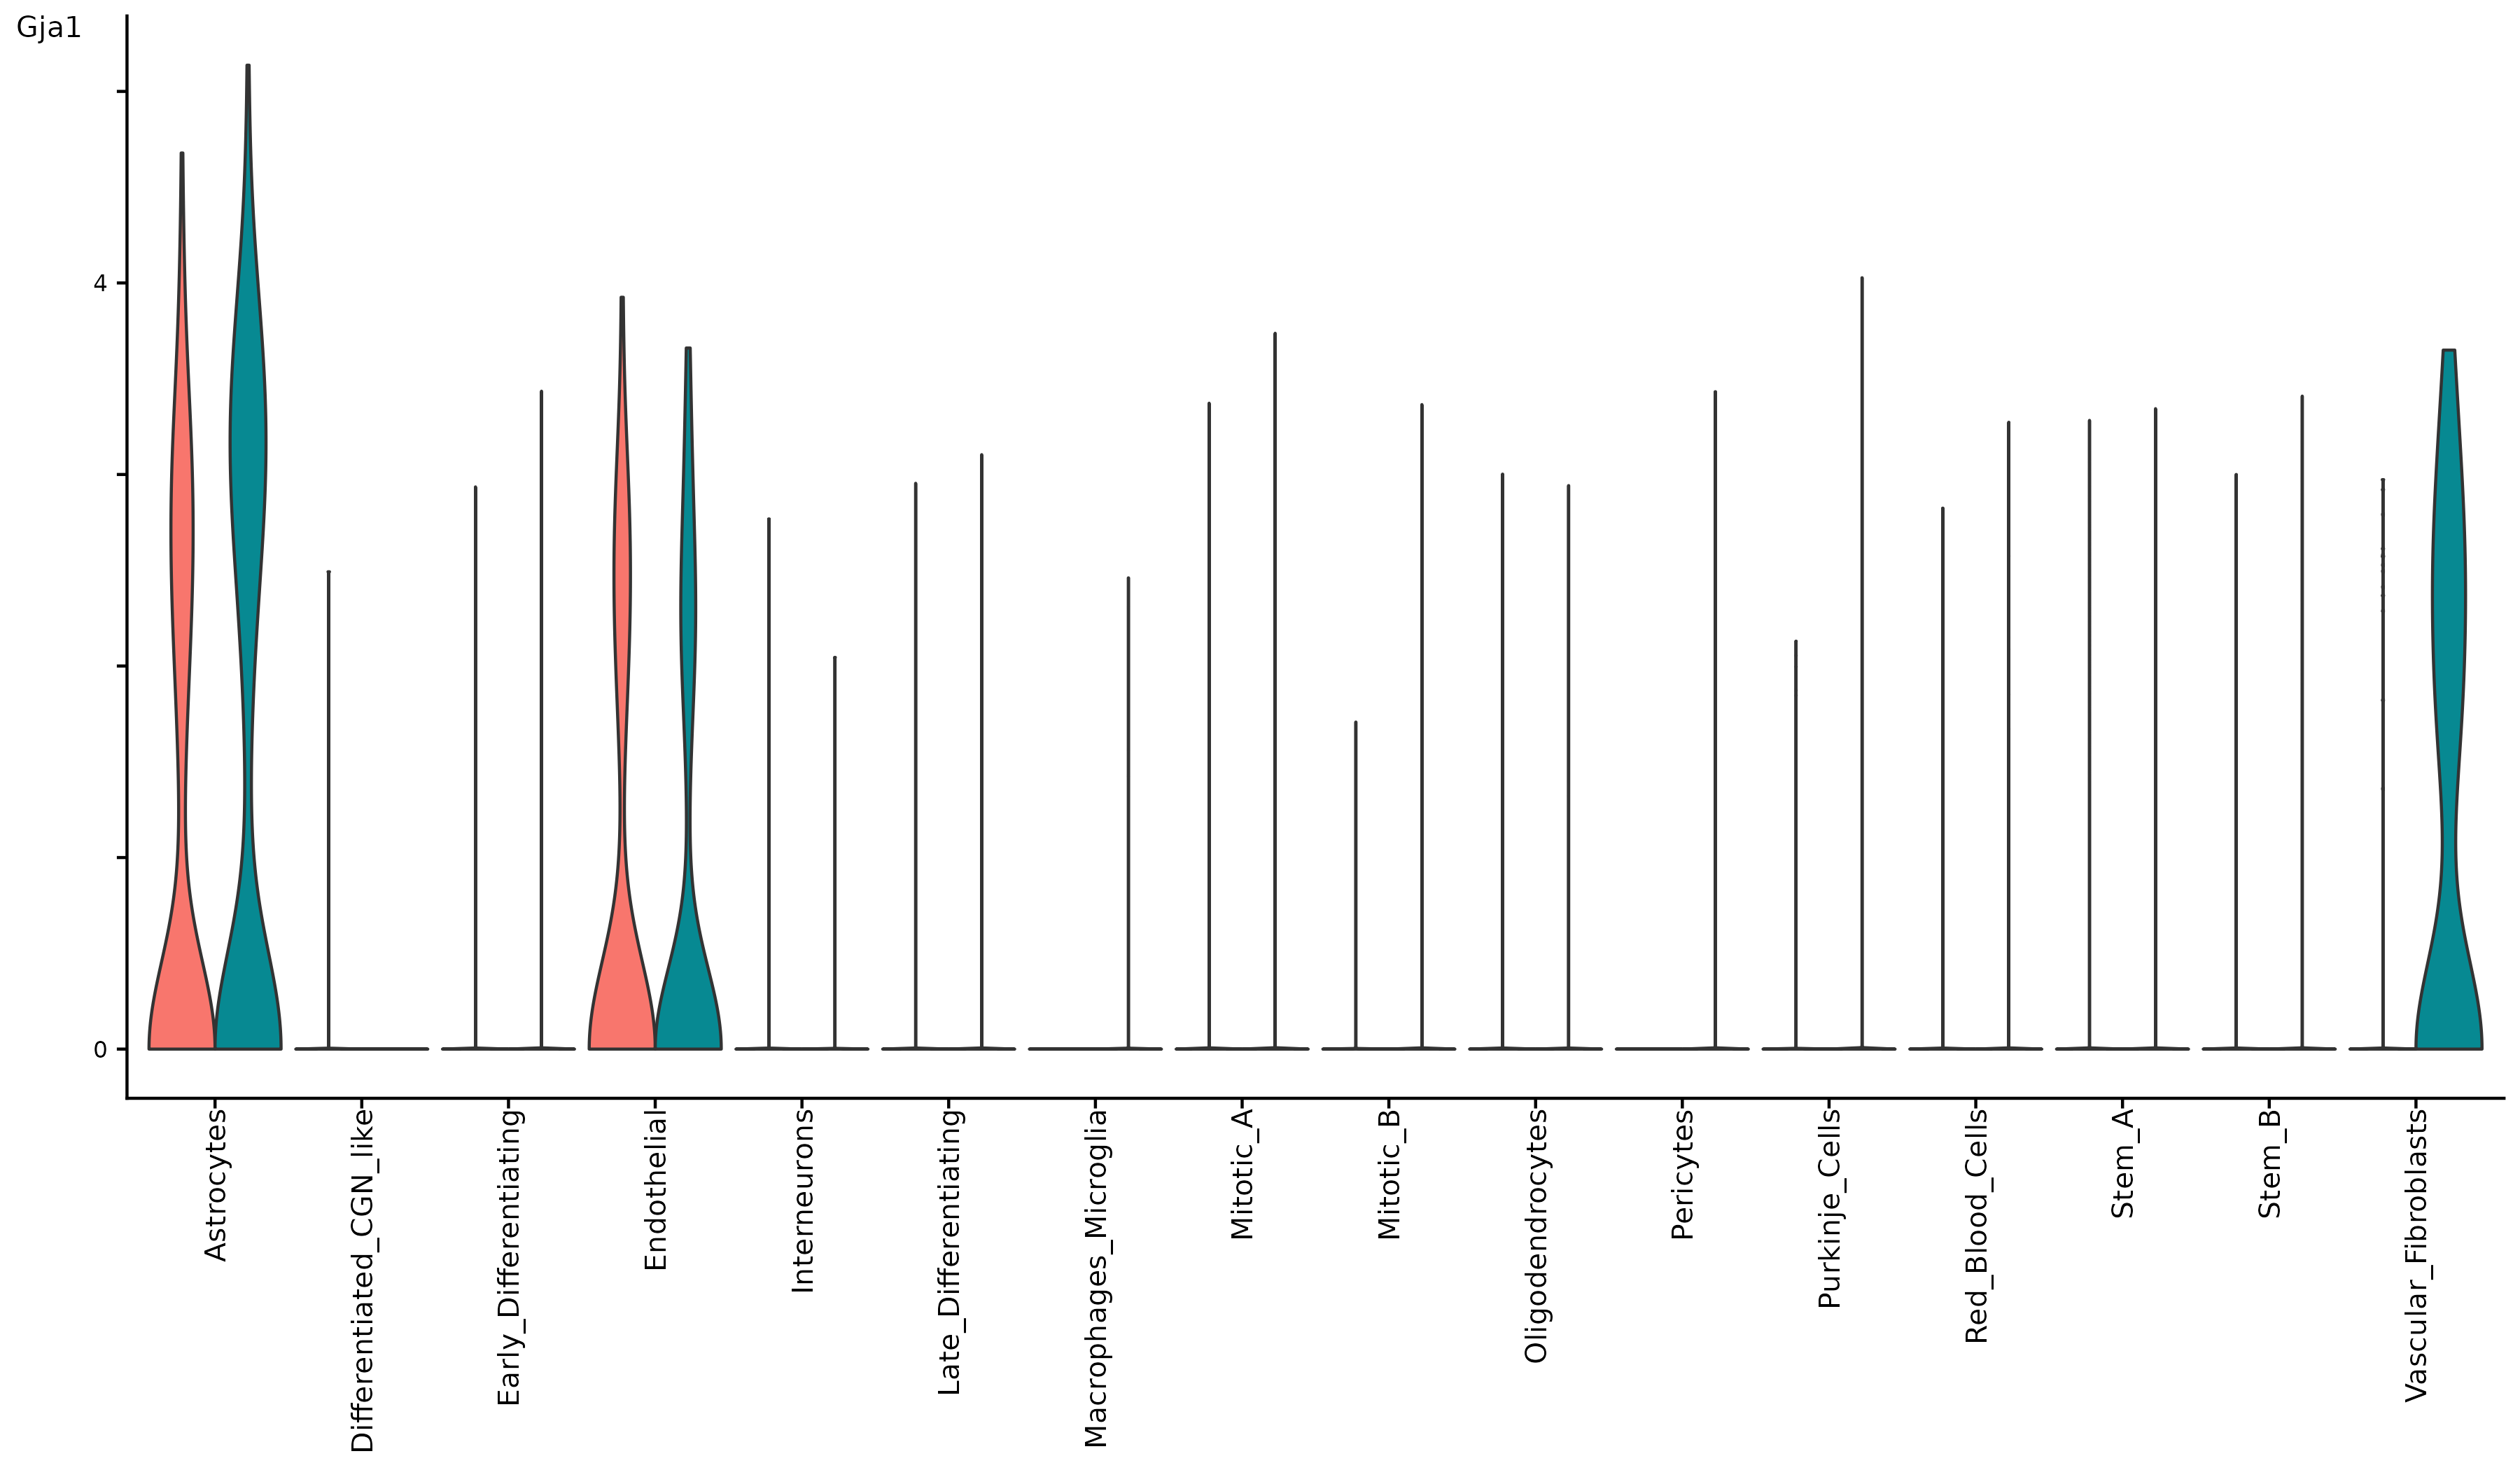 Gja1
4
0
Astrocytes
Differentiated_CGN_like
Early_Differentiating
Endothelial
Interneurons
Late_Differentiating
Macrophages_Microglia
Mitotic_A
Mitotic_B
Oligodendrocytes
Pericytes
Purkinje_Cells
Red_Blood_Cells
Stem_A
Stem_B
Vascular_Fibroblasts